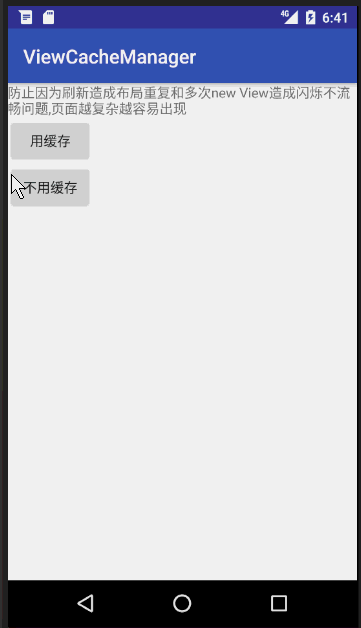 4G 6:41
ViewCacheManager
防止因为刷新造成布局重复和多次new View造成闪烁不流
畅问题,页面越复杂越容易出现
用缓存
不用缓存